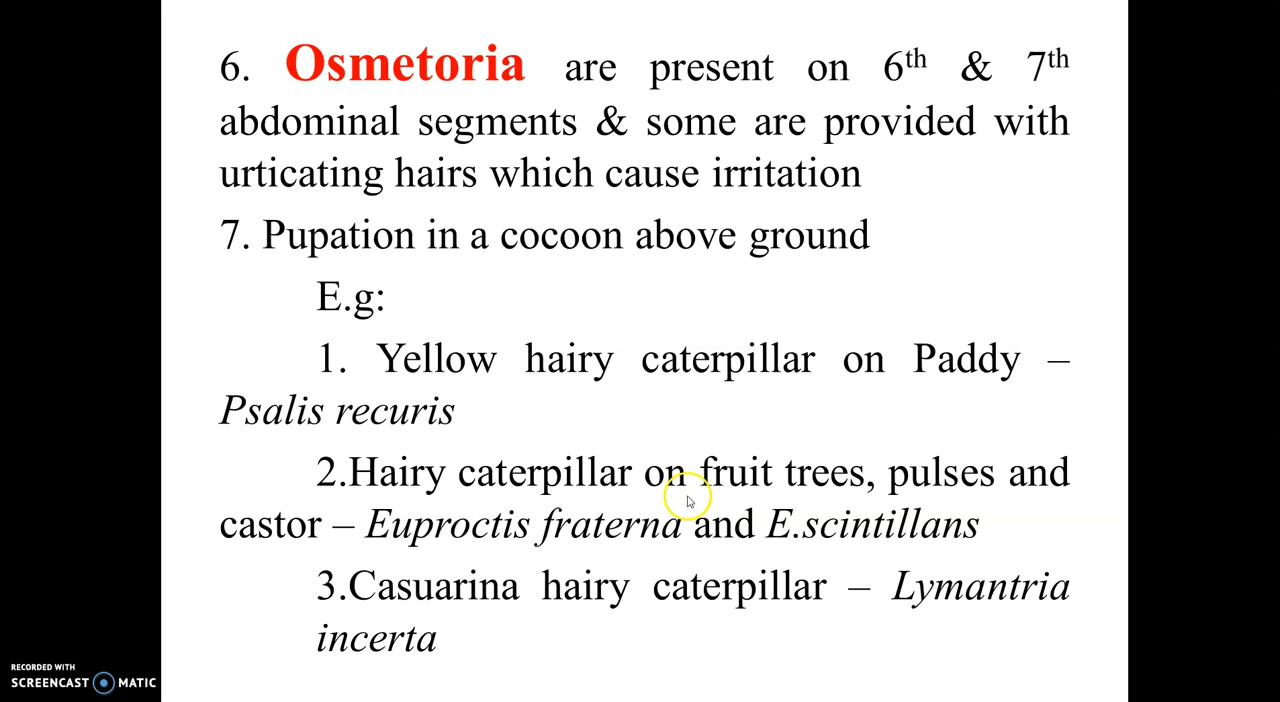 6. Osmetoria are present on 6th & 7th
abdominal segments & some are provided with
urticating hairs which cause irritation
7. Pupation in a cocoon above ground
E.g:
1. Yellow hairy caterpillar on Paddy –
Psalis recuris
2.Hairy caterpillar on fruit trees, pulses and
castor – Euproctis fraterna and E.scintillans
3.Casuarina hairy caterpillar – Lymantria
incerta
RECORDED WITH
SCREENCAST MATIC